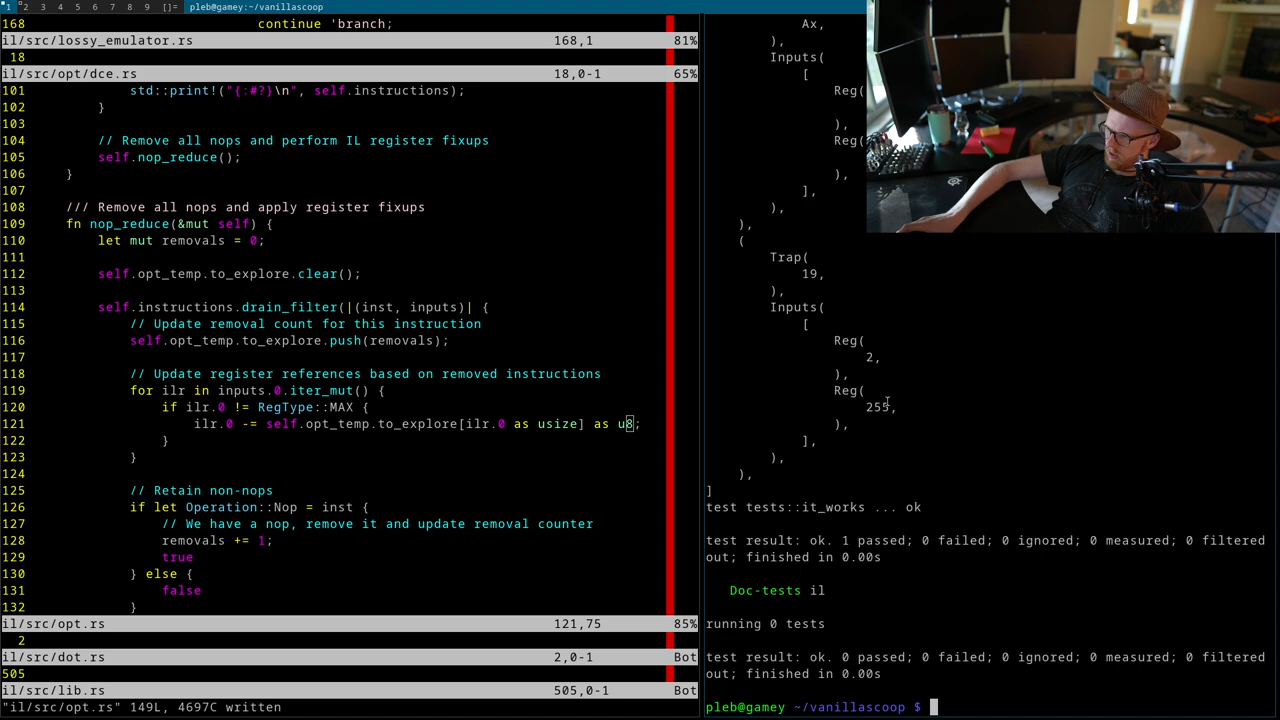 1 2 3 4 5 6 7 8 9 []= pleb@gamey:~/vanillascoop
168 continue 'branch;
il/src/lossy_emulator.rs 168,1 81%
18
il/src/opt/dce.rs 18,0-1 65%
101 std::print!("{:#?}\n", self.instructions);
102 }
103
104 // Remove all nops and perform IL register fixups
105 self.nop_reduce();
106 }
107
108 /// Remove all nops and apply register fixups
109 fn nop_reduce(&mut self) {
110 let mut removals = 0;
111
112 self.opt_temp.to_explore.clear();
113
114 self.instructions.drain_filter(|(inst, inputs)| {
115 // Update removal count for this instruction
116 self.opt_temp.to_explore.push(removals);
117
118 // Update register references based on removed instructions
119 for ilr in inputs.0.iter_mut() {
120 if ilr.0 != RegType::MAX {
121 ilr.0 -= self.opt_temp.to_explore[ilr.0 as usize] as u8;
122 }
123 }
124
125 // Retain non-nops
126 if let Operation::Nop = inst {
127 // We have a nop, remove it and update removal counter
128 removals += 1;
129 true
130 } else {
131 false
132 }
il/src/opt.rs 121,75 85%
2
il/src/dot.rs 2,0-1 Bot
505
il/src/lib.rs 505,0-1 Bot
"il/src/opt.rs" 149L, 4697C written
Ax,
),
Inputs(
[
Reg(
),
Reg(
),
],
),
),
(
Trap(
19,
),
Inputs(
[
Reg(
2,
),
Reg(
255,
),
],
),
),
]
test tests::it_works ... ok
test result: ok. 1 passed; 0 failed; 0 ignored; 0 measured; 0 filtered
out; finished in 0.00s
Doc-tests il
running 0 tests
test result: ok. 0 passed; 0 failed; 0 ignored; 0 measured; 0 filtered
out; finished in 0.00s
pleb@gamey ~/vanillascoop $